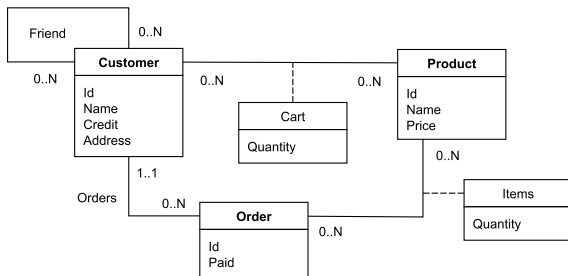 Friend
0..N
0..N
Customer
Id
Name
Credit
Address
0..N
0..N
Product
Id
Name
Price
Cart
Quantity
1..1
0..N
Orders
0..N
Items
Quantity
Order
0..N
Id
Paid